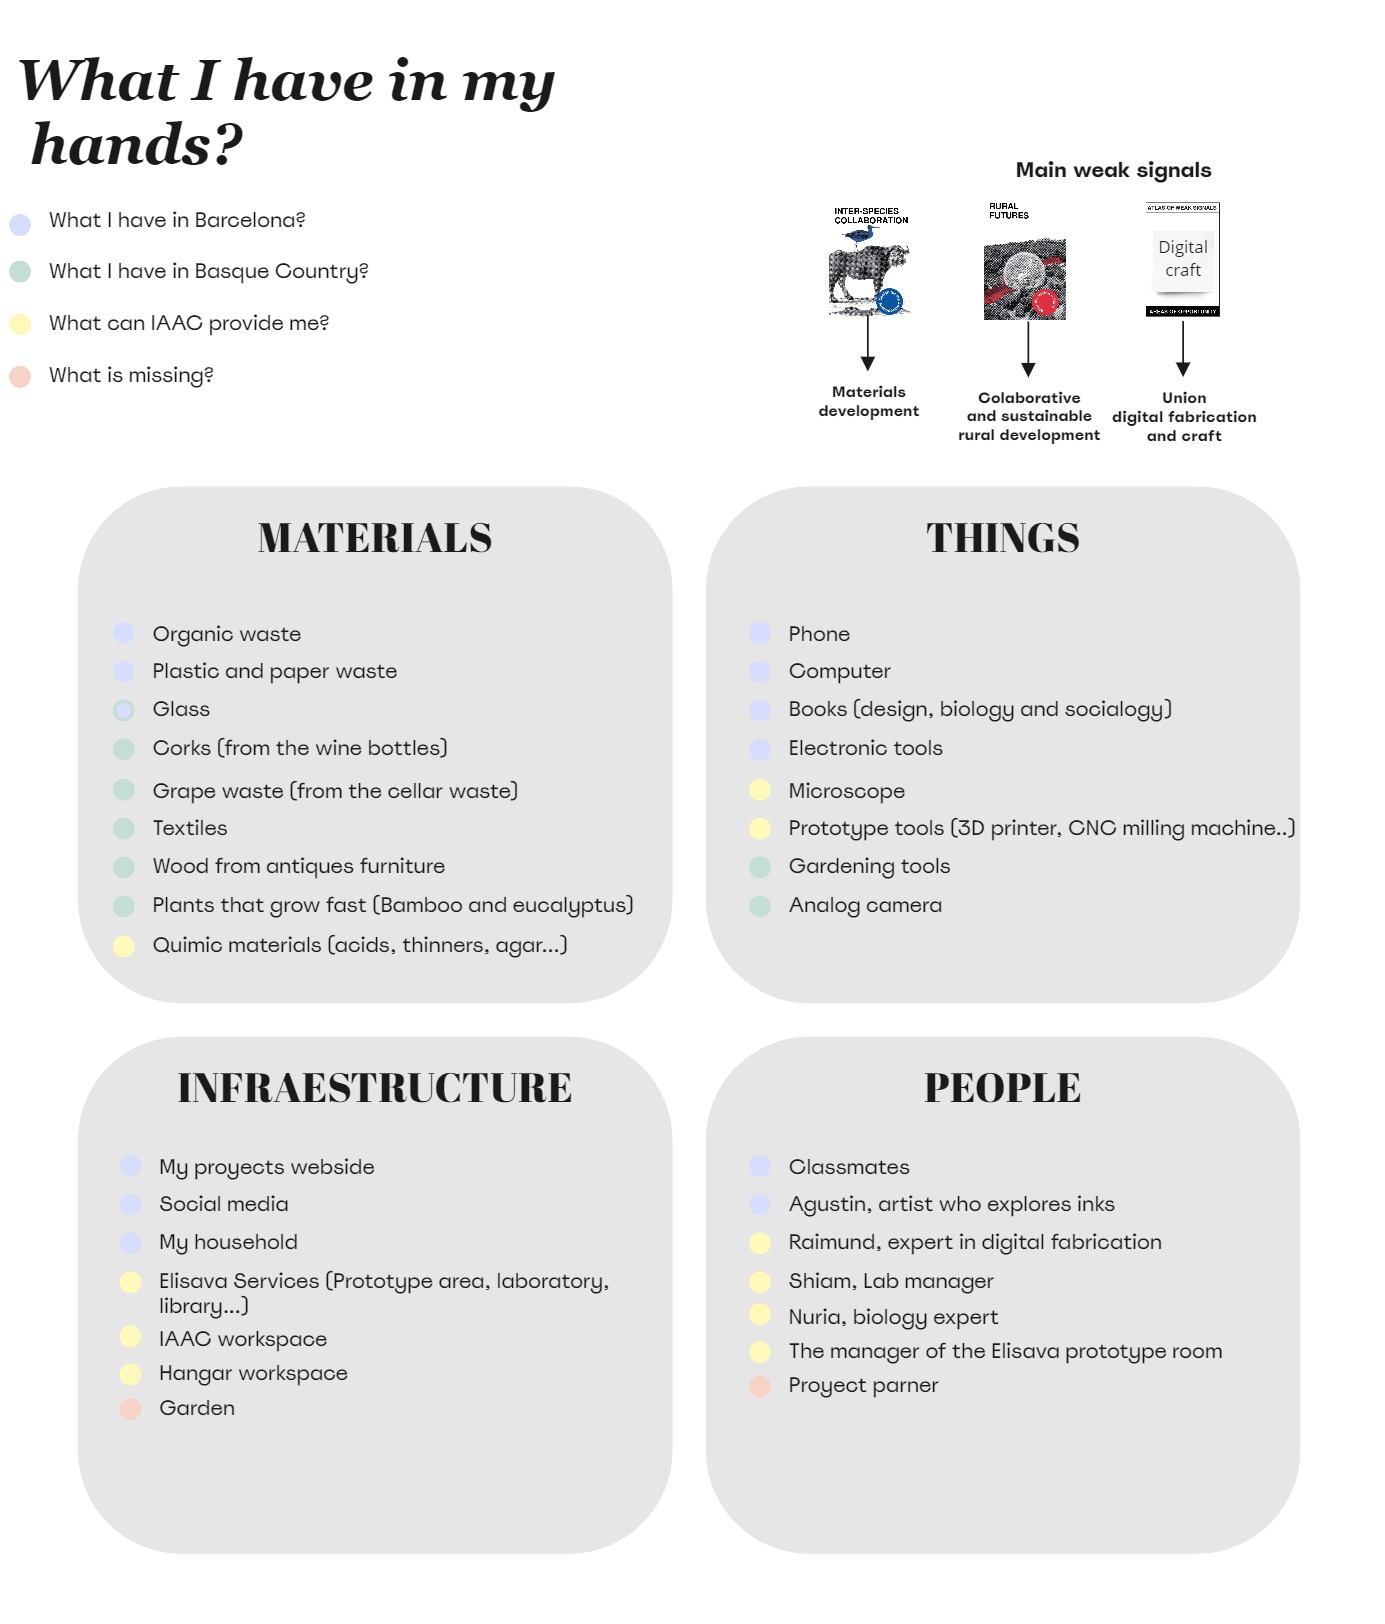 What I have in my
hands?
What I have in Barcelona?
What I have in Basque Country?
What can IAAC provide me?
What is missing?
Main weak signals
INTER-SPECIES
COLLABORATION
RURAL
FUTURES
ATLAS OF WEAK SIGNALS
Digital
craft
AREAS OF OPPORTUNITY
Materials
development
Colaborative
and sustainable
rural development
Union
digital fabrication
and craft
MATERIALS
Organic waste
Plastic and paper waste
Glass
Corks (from the wine bottles)
Grape waste (from the cellar waste)
Textiles
Wood from antiques furniture
Plants that grow fast (Bamboo and eucalyptus)
Quimic materials (acids, thinners, agar...)
THINGS
Phone
Computer
Books (design, biology and socialogy)
Electronic tools
Microscope
Prototype tools (3D printer, CNC milling machine..)
Gardening tools
Analog camera
INFRAESTRUCTURE
My proyects webside
Social media
My household
Elisava Services (Prototype area, laboratory,
library...)
IAAC workspace
Hangar workspace
Garden
PEOPLE
Classmates
Agustin, artist who explores inks
Raimund, expert in digital fabrication
Shiam, Lab manager
Nuria, biology expert
The manager of the Elisava prototype room
Proyect parner